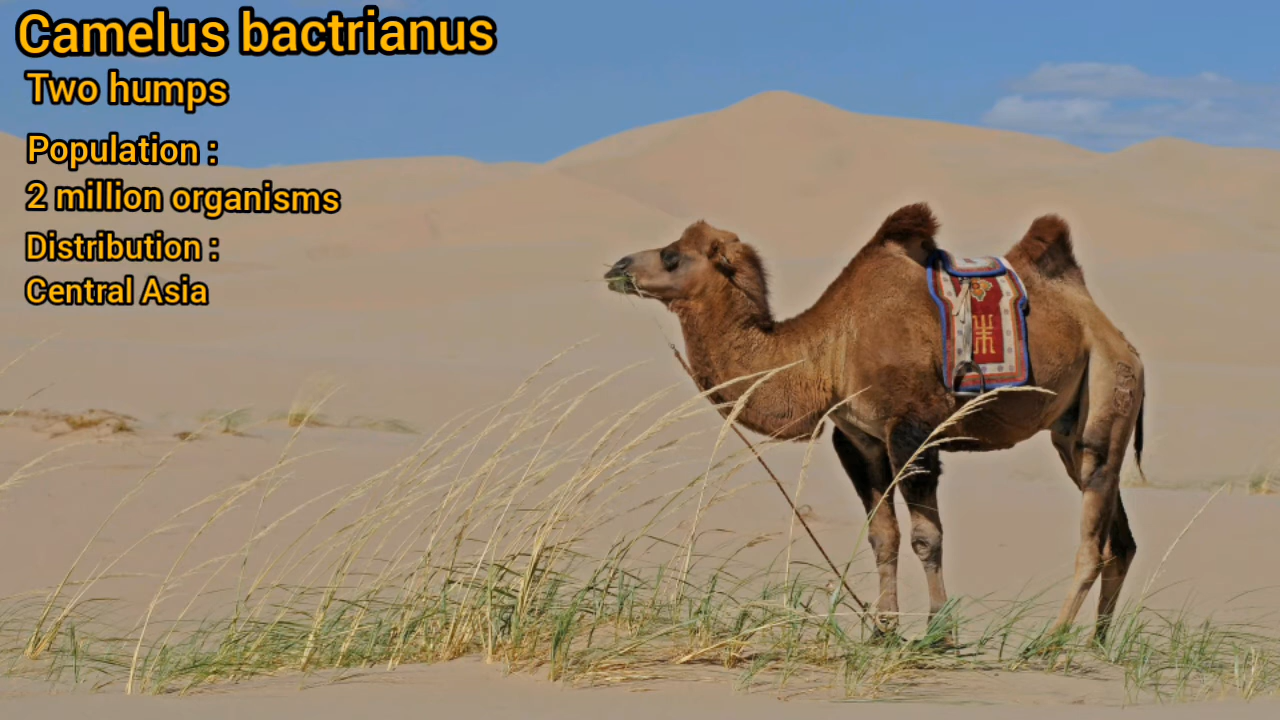 Camelus bactrianus
Two humps
Population :
2 million organisms
Distribution :
Central Asia